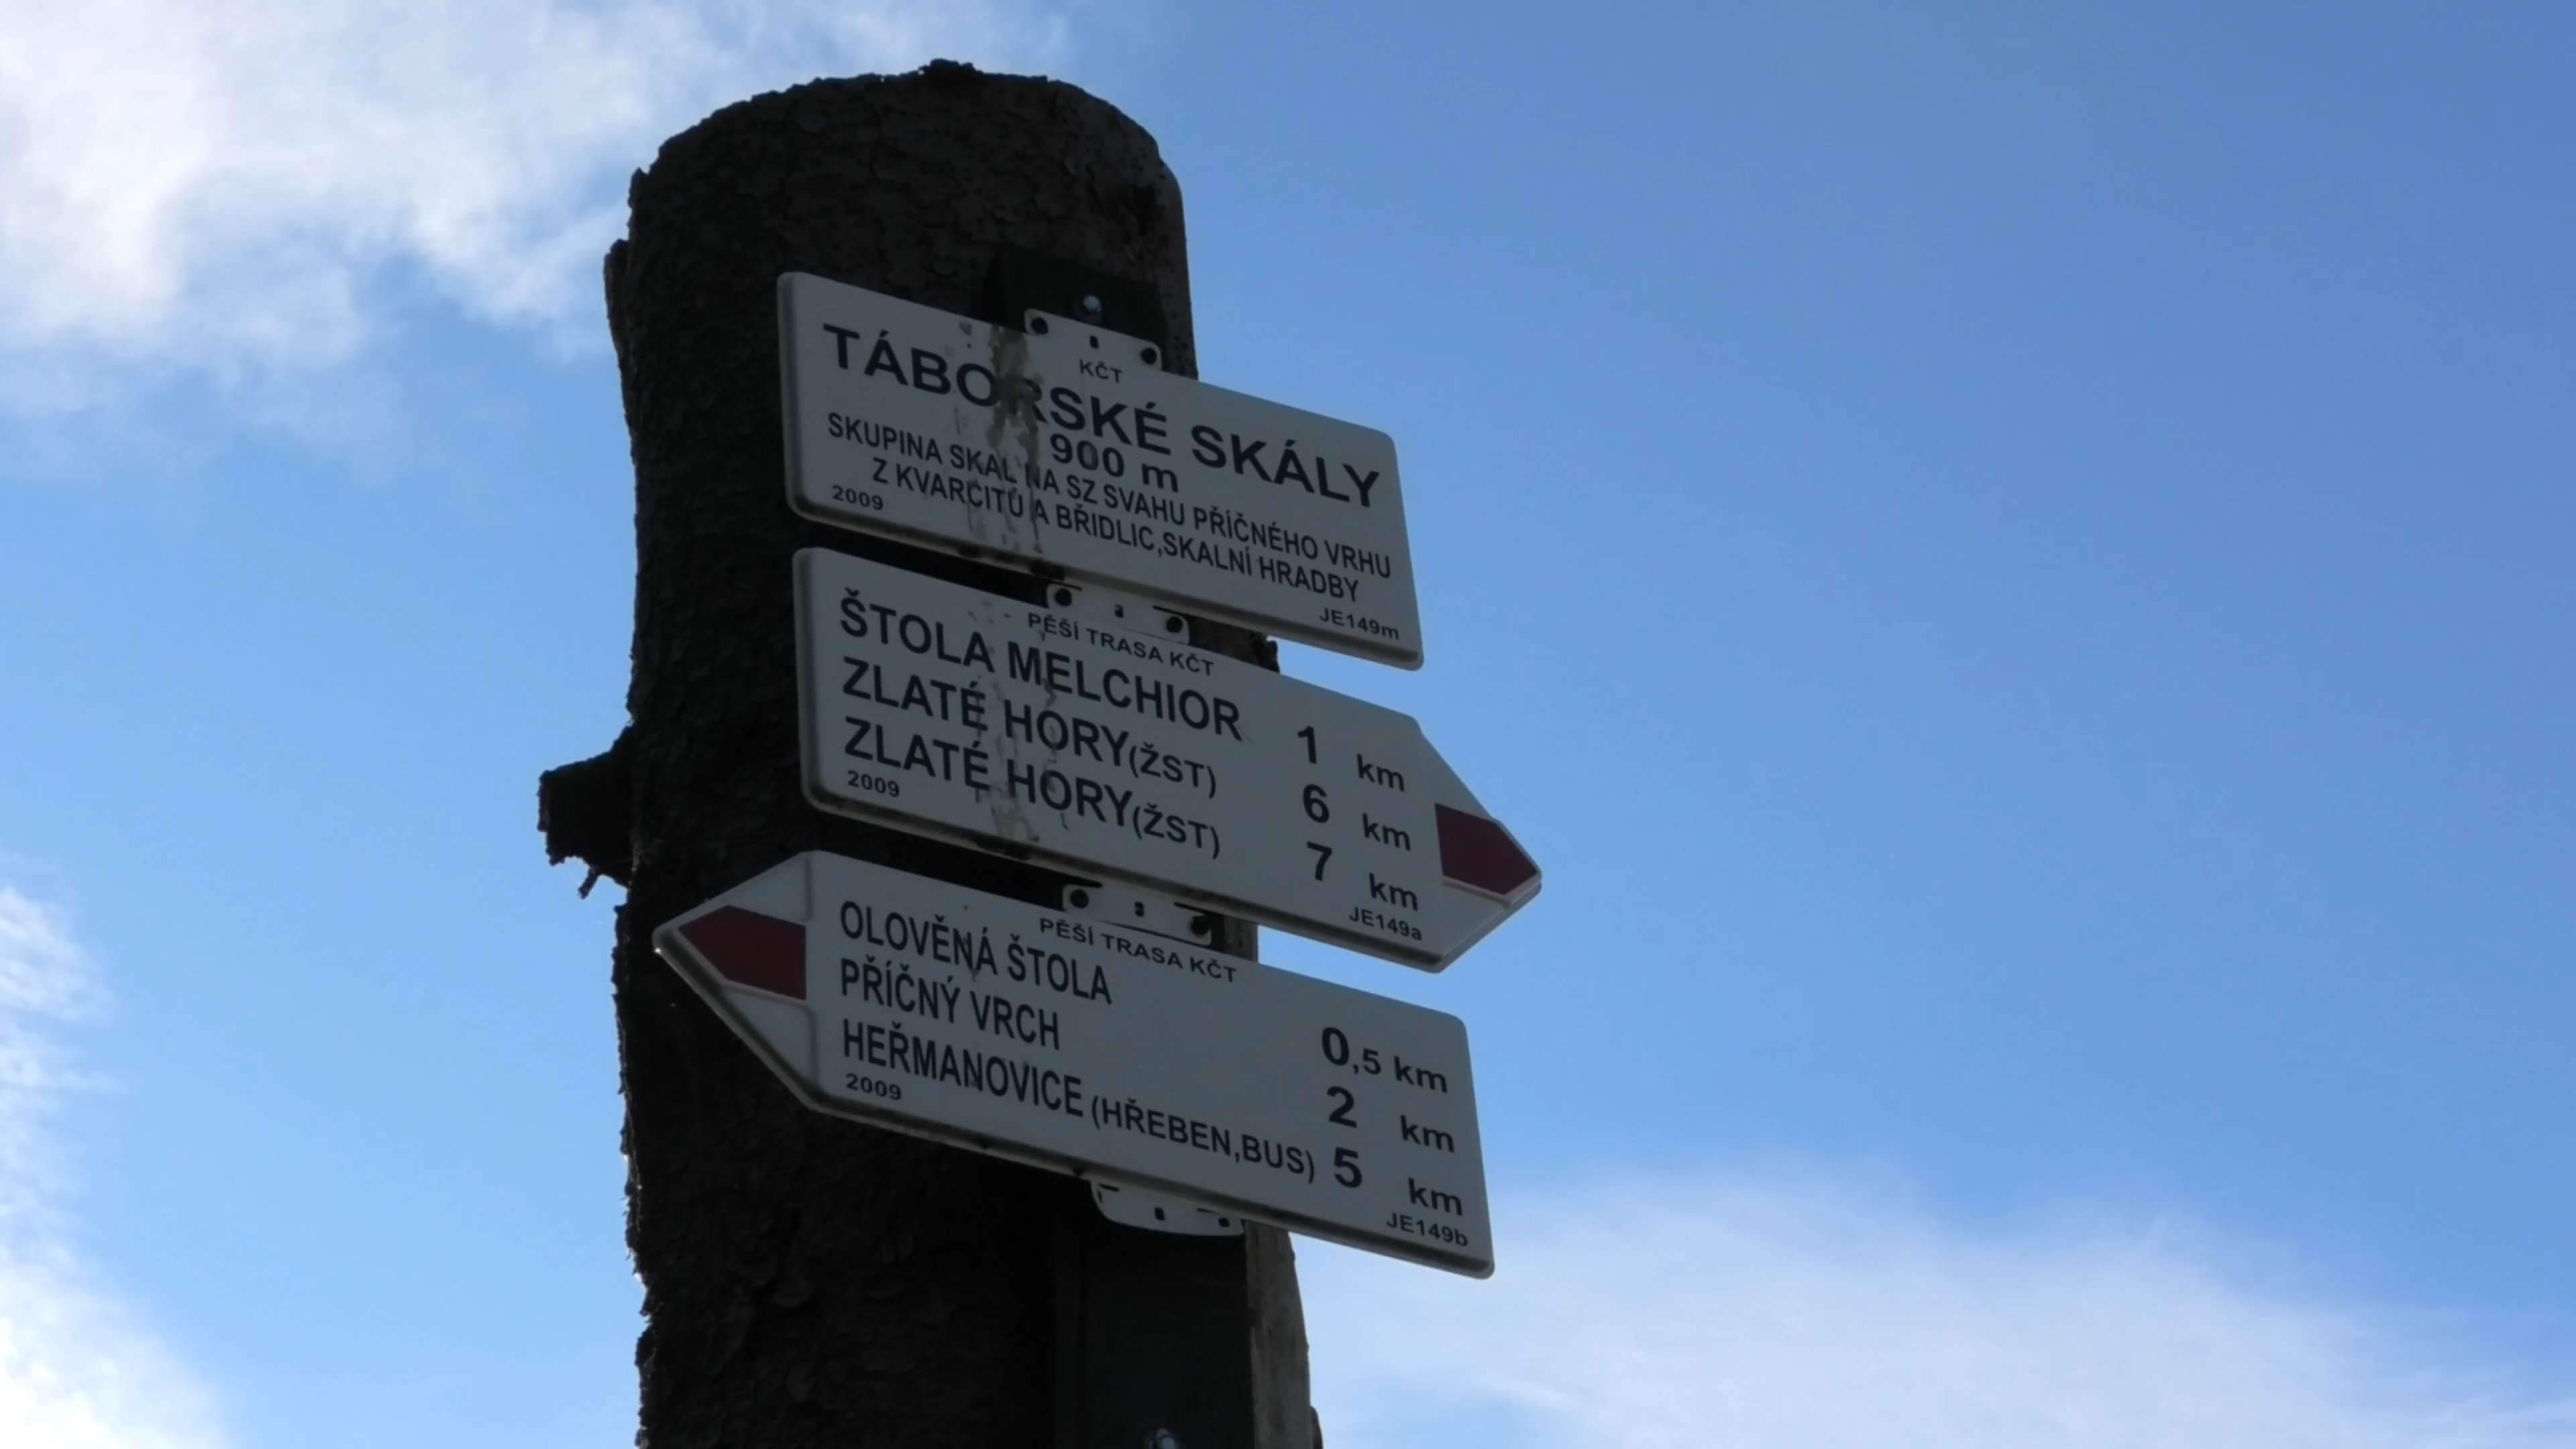 KČT
TÁBORSKÉ SKÁLY
900 m
SKUPINA SKAL NA SZ SVAHU PŘÍČNÉHO VRHU
Z KVARCITŮ A BŘIDLIC,SKALNÍ HRADBY
2009
JE149m
PĚŠÍ TRASA KČT
ŠTOLA MELCHIOR 1 km
ZLATÉ HORY(ŽST) 6 km
ZLATÉ HORY(ŽST) 7 km
2009
JE149a
PĚŠÍ TRASA KČT
OLOVĚNÁ ŠTOLA 0,5 km
PŘÍČNÝ VRCH 2 km
HEŘMANOVICE (HŘEBEN,BUS) 5 km
2009
JE149b